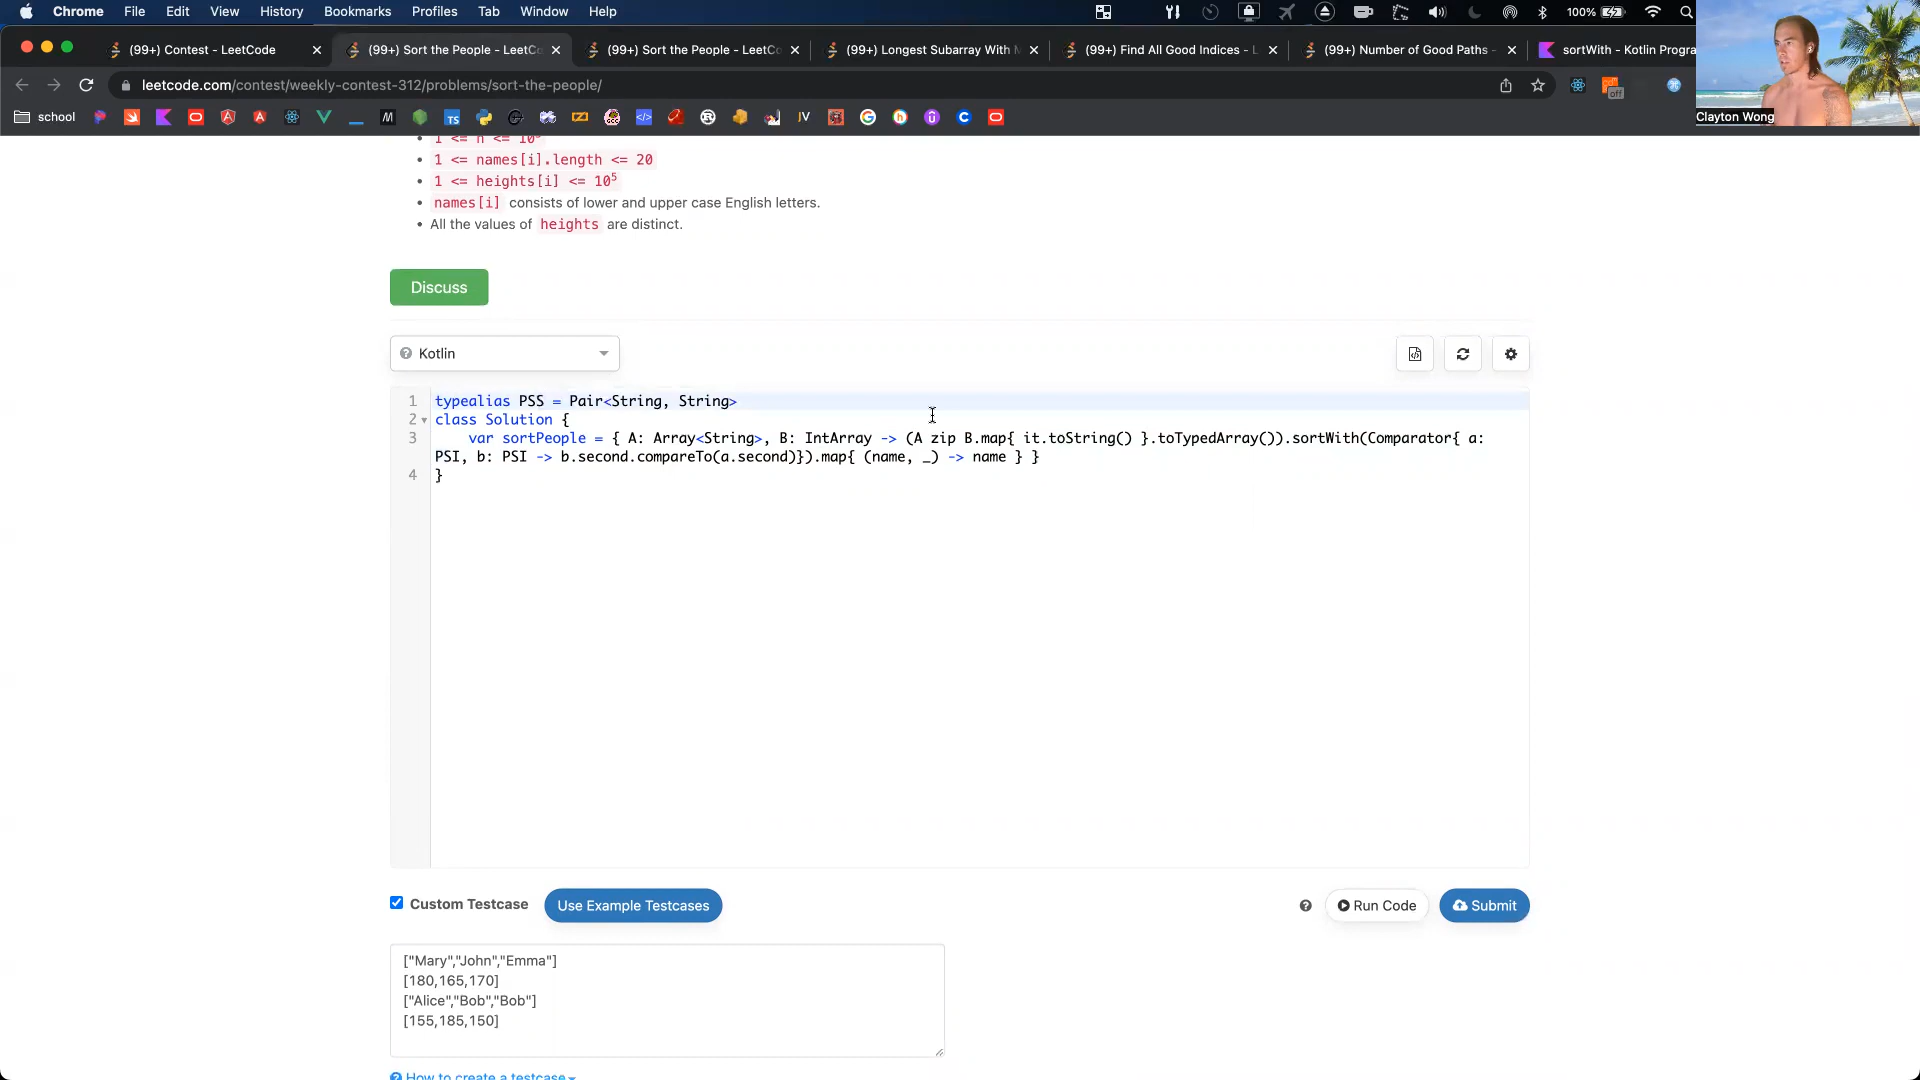 Chrome File Edit View History Bookmarks Profiles Tab Window Help 100%
(99+) Contest - LeetCode
(99+) Sort the People - LeetCo
(99+) Sort the People - LeetCo
(99+) Longest Subarray With M
(99+) Find All Good Indices - L
(99+) Number of Good Paths -
sortWith - Kotlin Progra
leetcode.com/contest/weekly-contest-312/problems/sort-the-people/
off
school
M
TS
</>
JV
Clayton Wong
1 <= names[i].length <= 20
1 <= heights[i] <= 10⁵
names[i] consists of lower and upper case English letters.
All the values of heights are distinct.
Discuss
Kotlin
1 typealias PSS = Pair<String, String>
2 class Solution {
3 var sortPeople = { A: Array<String>, B: IntArray -> (A zip B.map{ it.toString() }.toTypedArray()).sortWith(Comparator{ a:
PSI, b: PSI -> b.second.compareTo(a.second)}).map{ (name, _) -> name } }
4 }
Custom Testcase
Use Example Testcases
Run Code
Submit
["Mary","John","Emma"]
[180,165,170]
["Alice","Bob","Bob"]
[155,185,150]
How to create a testcase